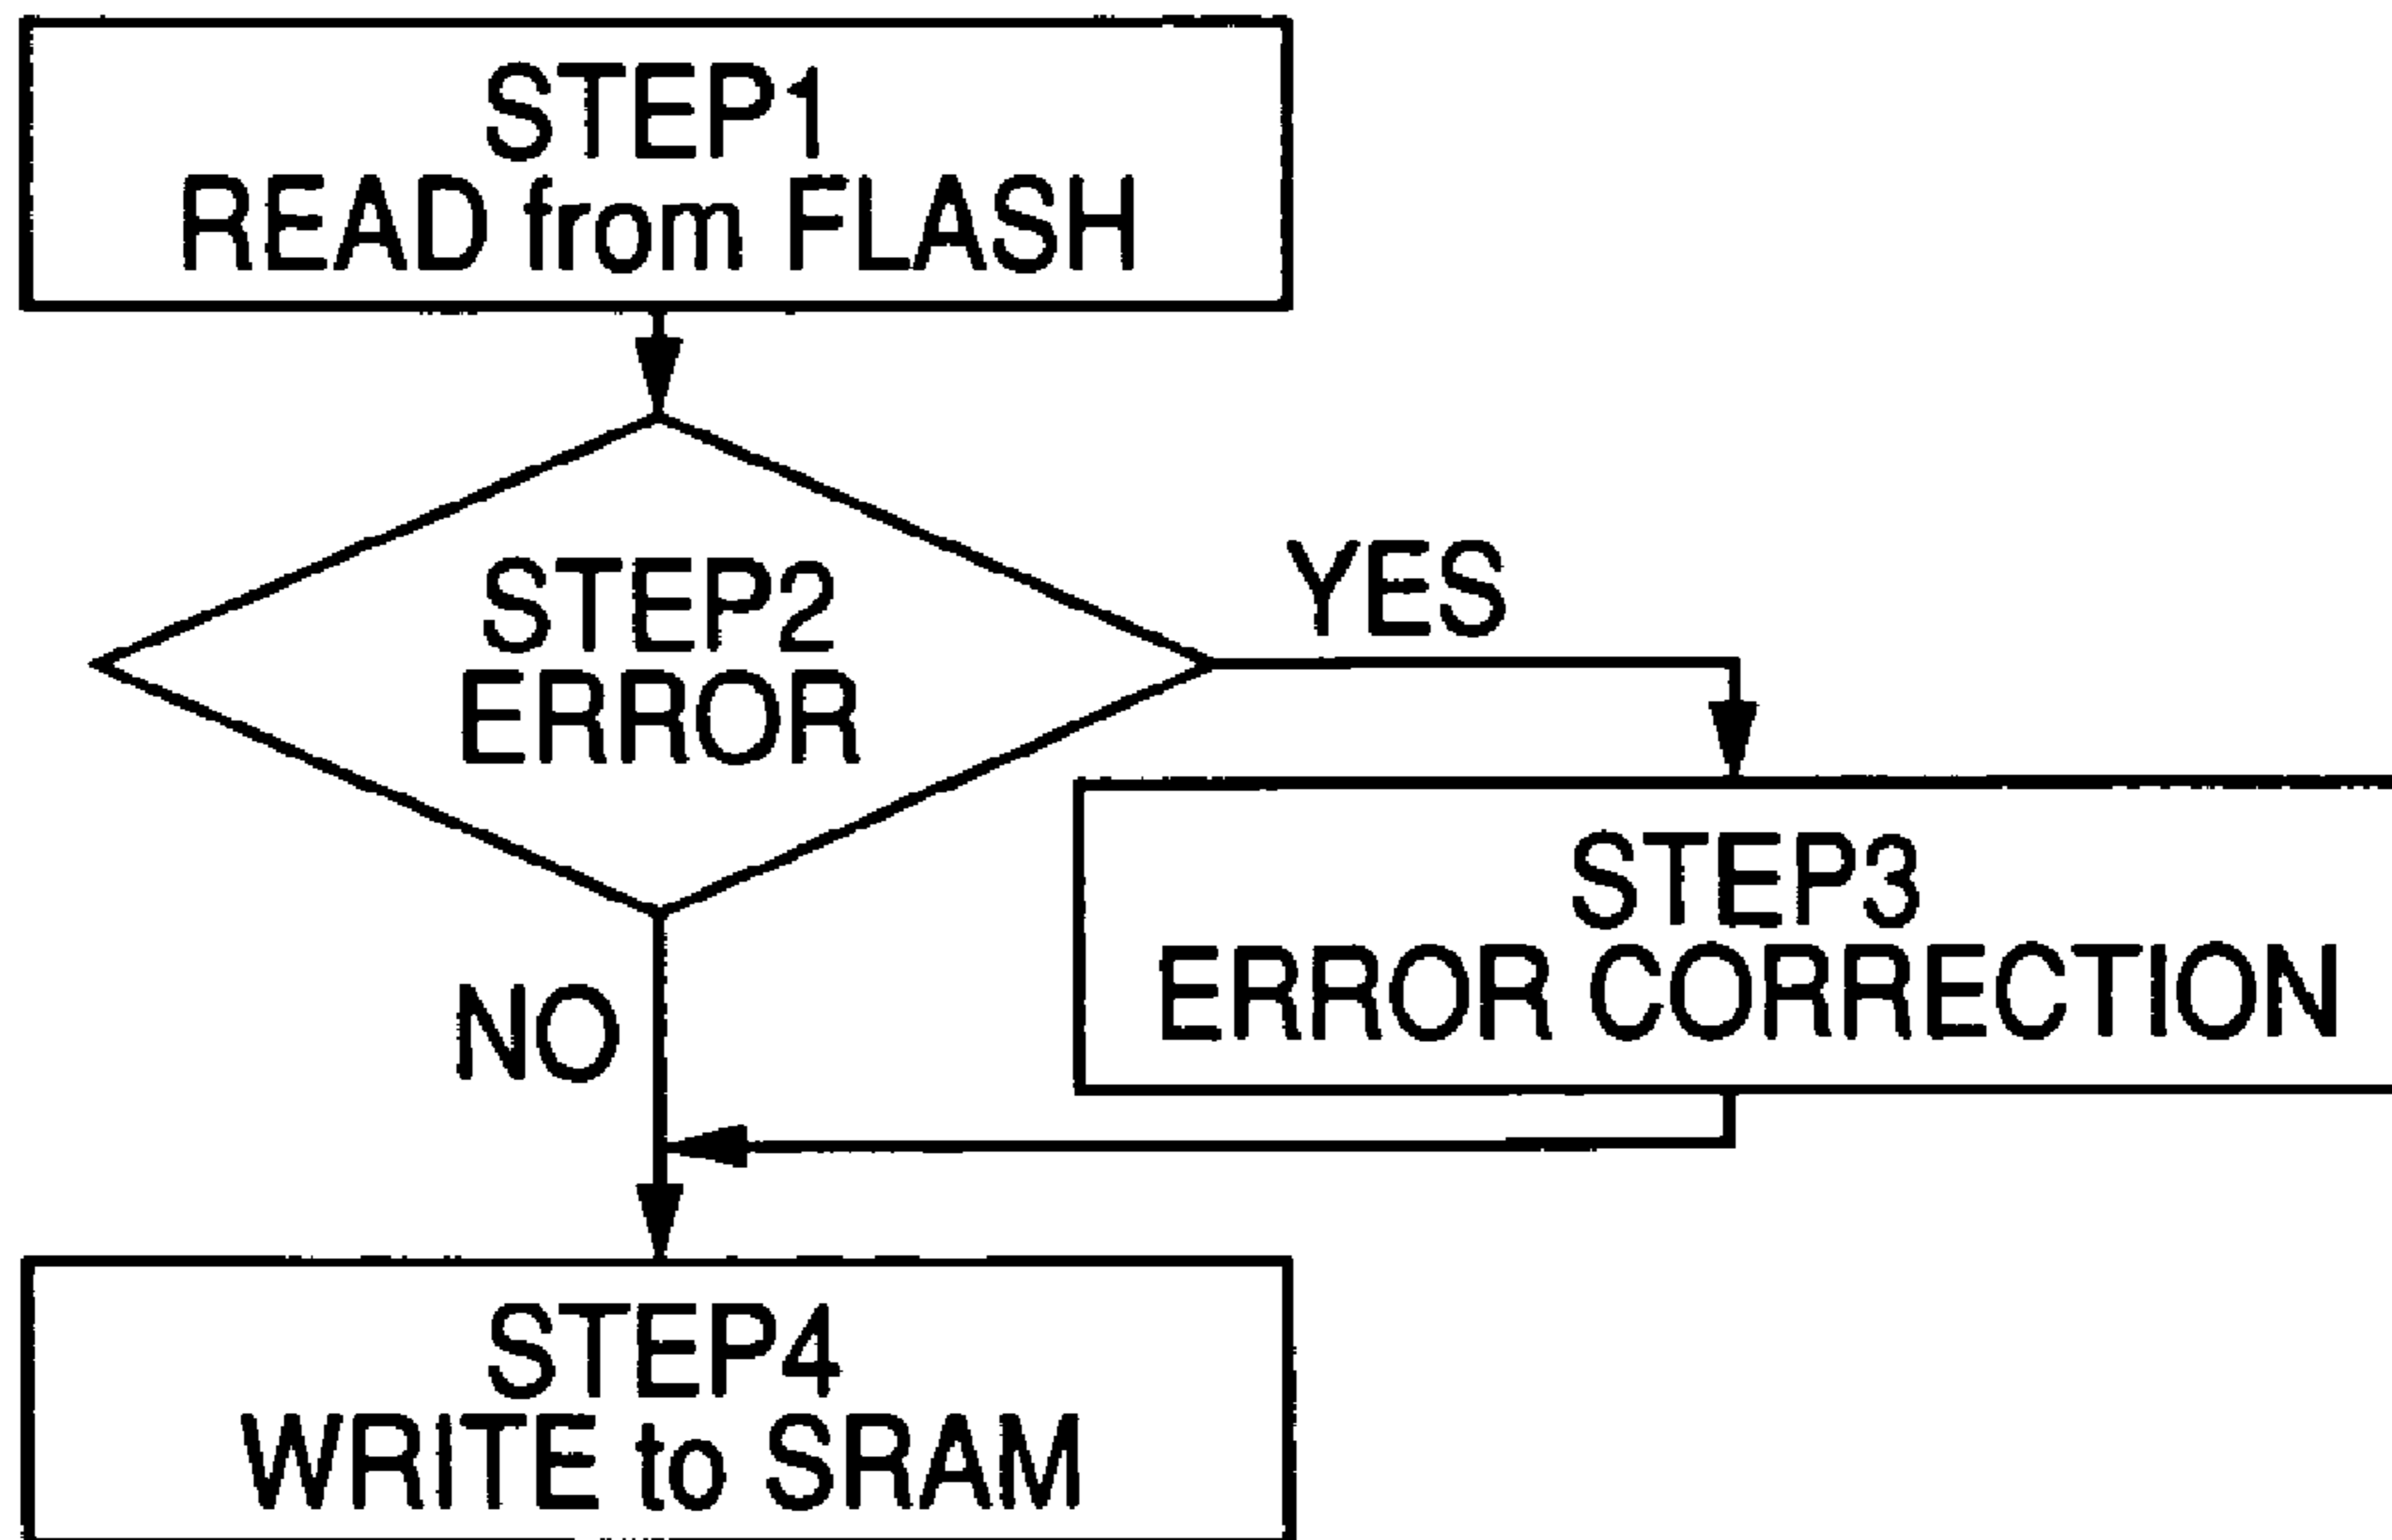 STEP1
READ from FLASH
STEP2
ERROR
YES
STEP3
ERROR CORRECTION
NO
STEP4
WRITE to SRAM